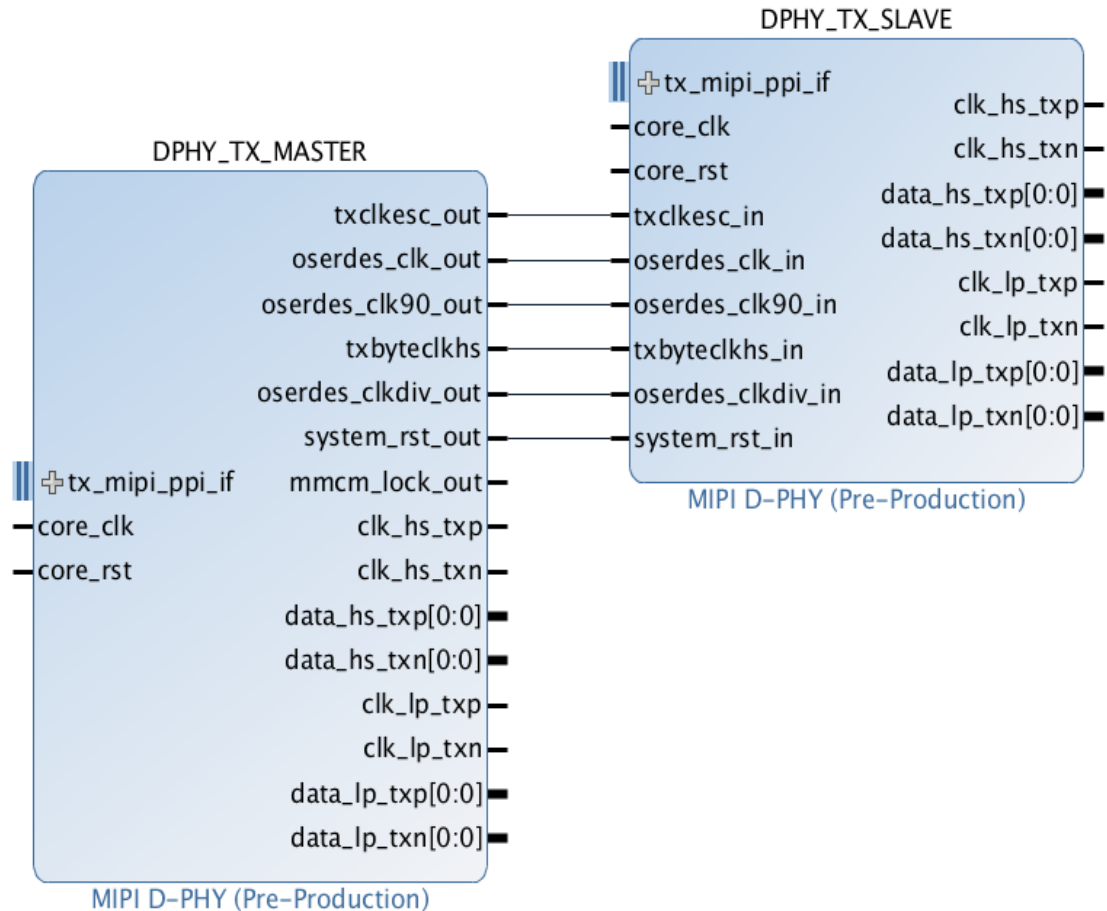 DPHY_TX_SLAVE
tx_mipi_ppi_if
core_clk
core_rst
txclkesc_in
oserdes_clk_in
oserdes_clk90_in
txbyteclkhs_in
oserdes_clkdiv_in
system_rst_in
clk_hs_txp
clk_hs_txn
data_hs_txp[0:0]
data_hs_txn[0:0]
clk_lp_txp
clk_lp_txn
data_lp_txp[0:0]
data_lp_txn[0:0]
MIPI D-PHY (Pre-Production)
DPHY_TX_MASTER
tx_mipi_ppi_if
core_clk
core_rst
txclkesc_out
oserdes_clk_out
oserdes_clk90_out
txbyteclkhs
oserdes_clkdiv_out
system_rst_out
mmcm_lock_out
clk_hs_txp
clk_hs_txn
data_hs_txp[0:0]
data_hs_txn[0:0]
clk_lp_txp
clk_lp_txn
data_lp_txp[0:0]
data_lp_txn[0:0]
MIPI D-PHY (Pre-Production)